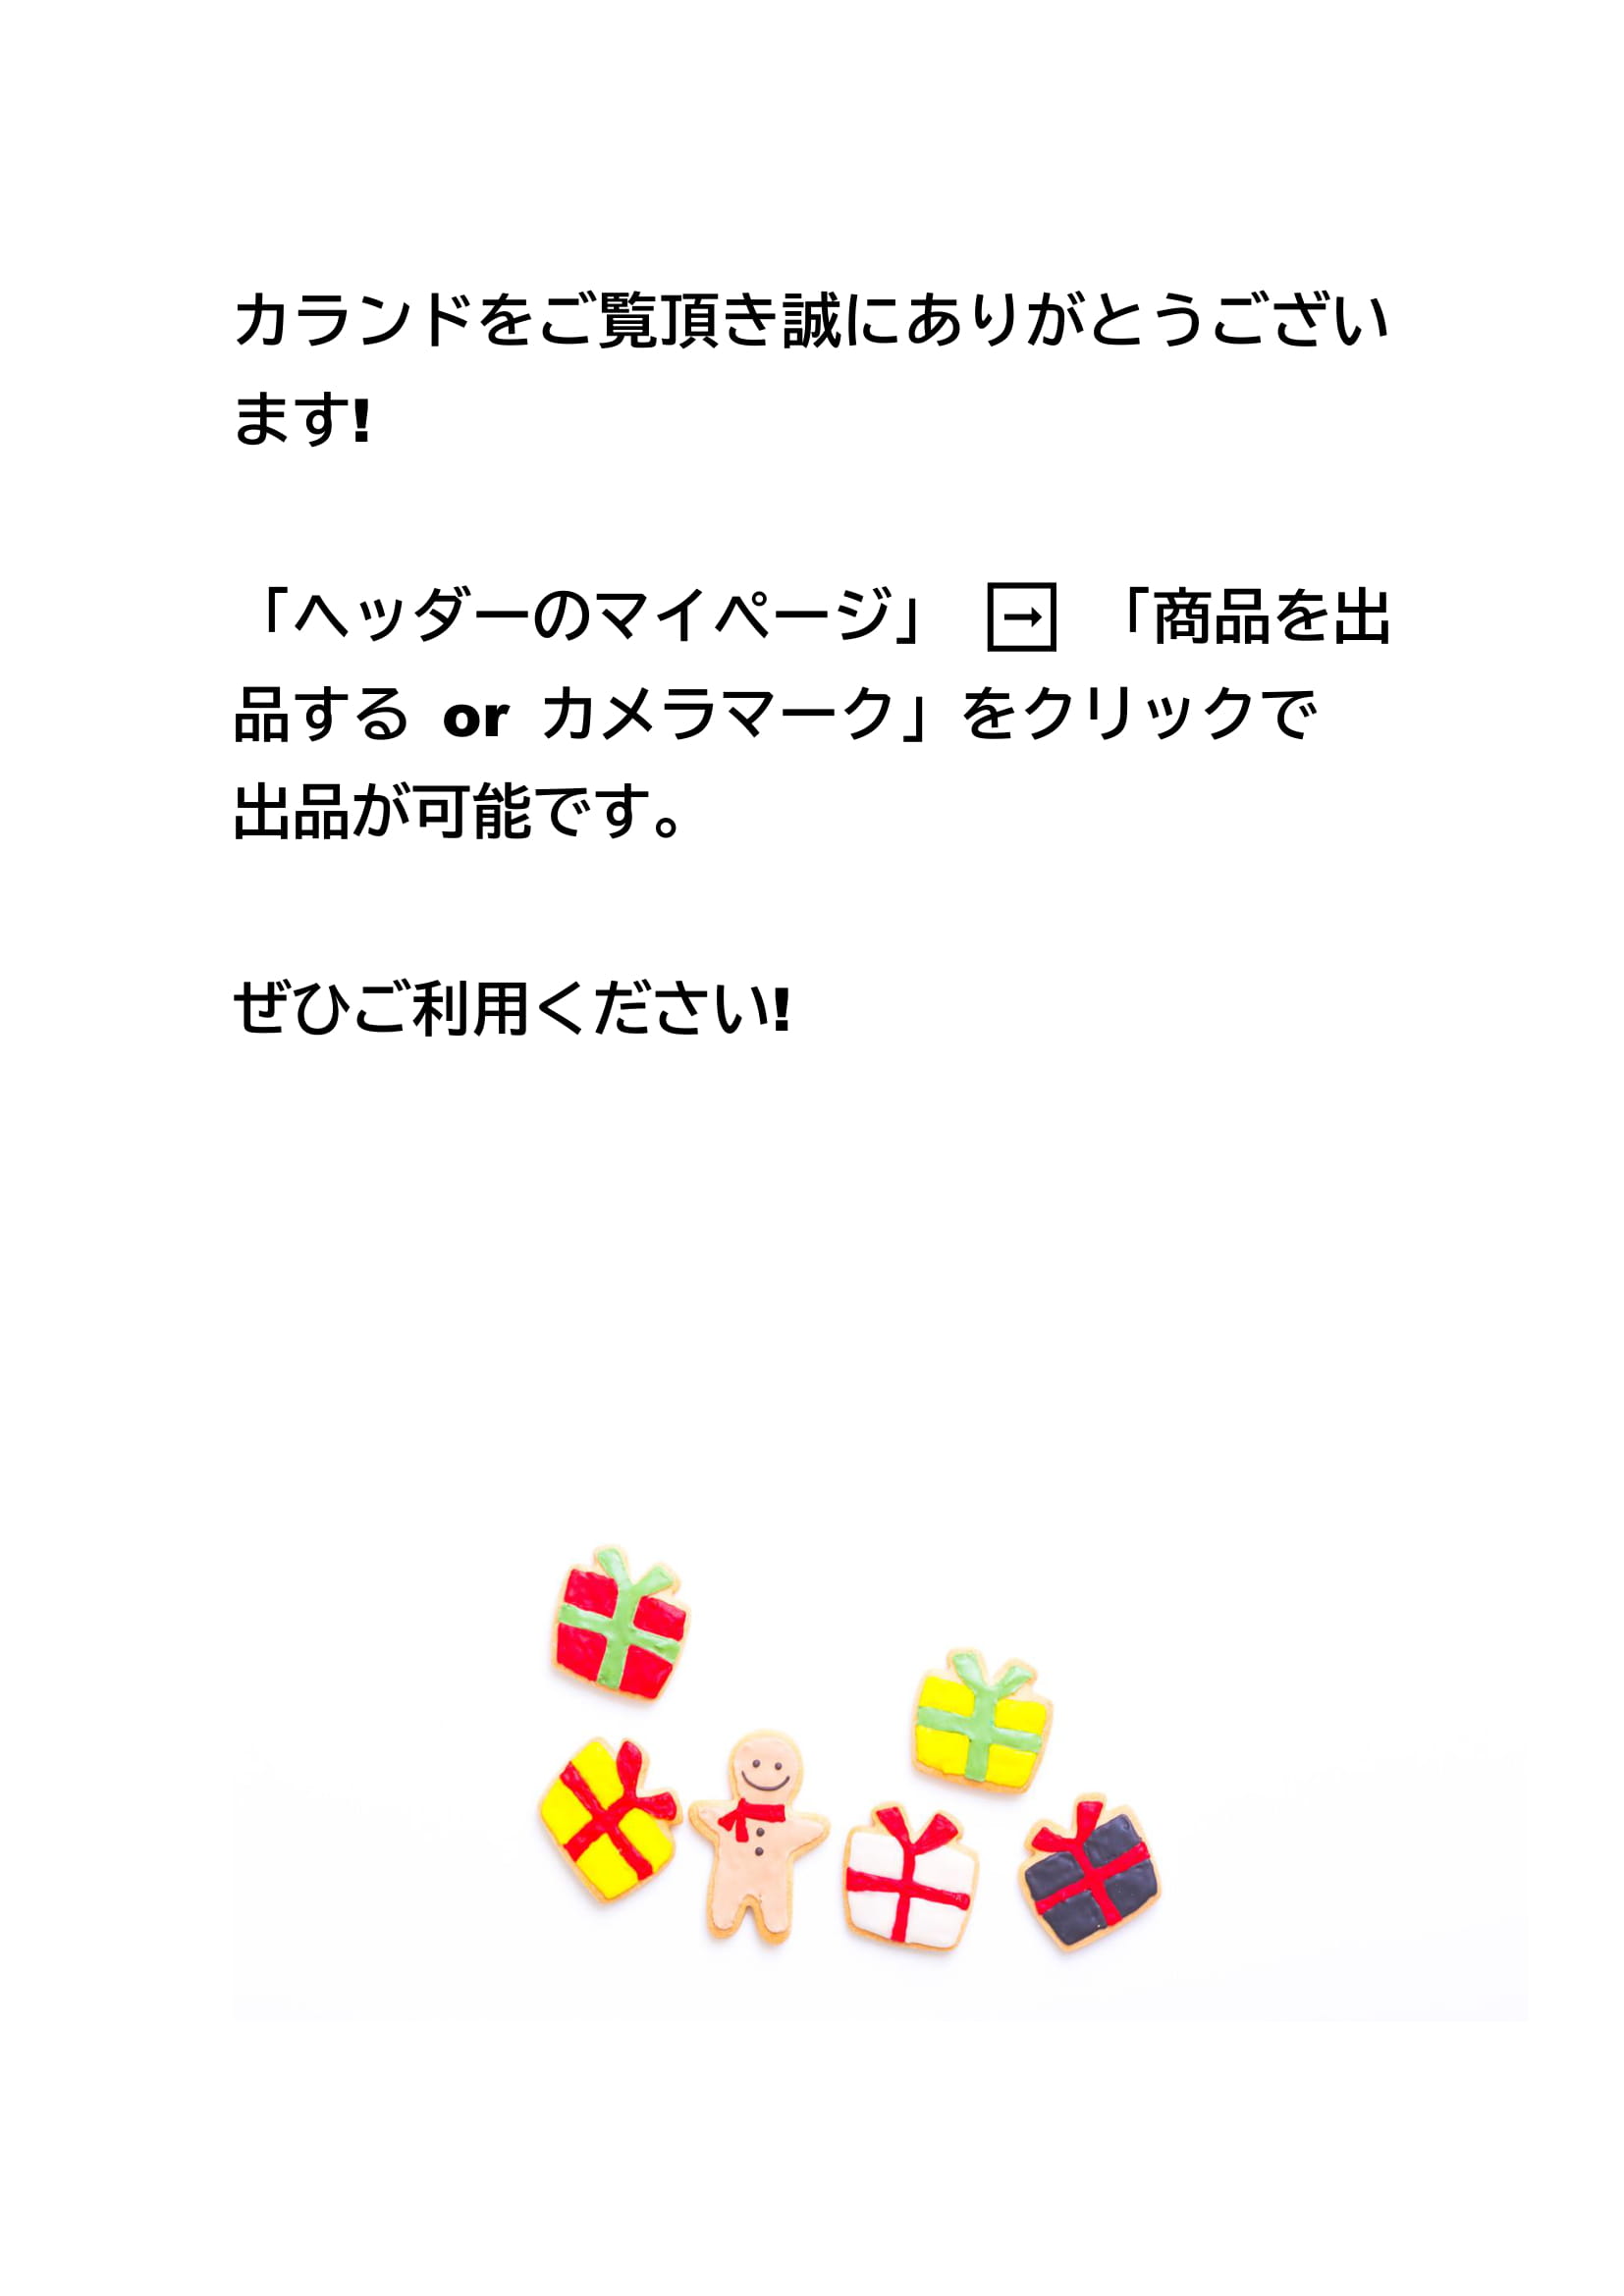 カランドをご覧頂き誠にありがとうござい
ます!
「ヘッダーのマイページ」 ➡ 「商品を出
品する or カメラマーク」をクリックで
出品が可能です。
ぜひご利用ください!